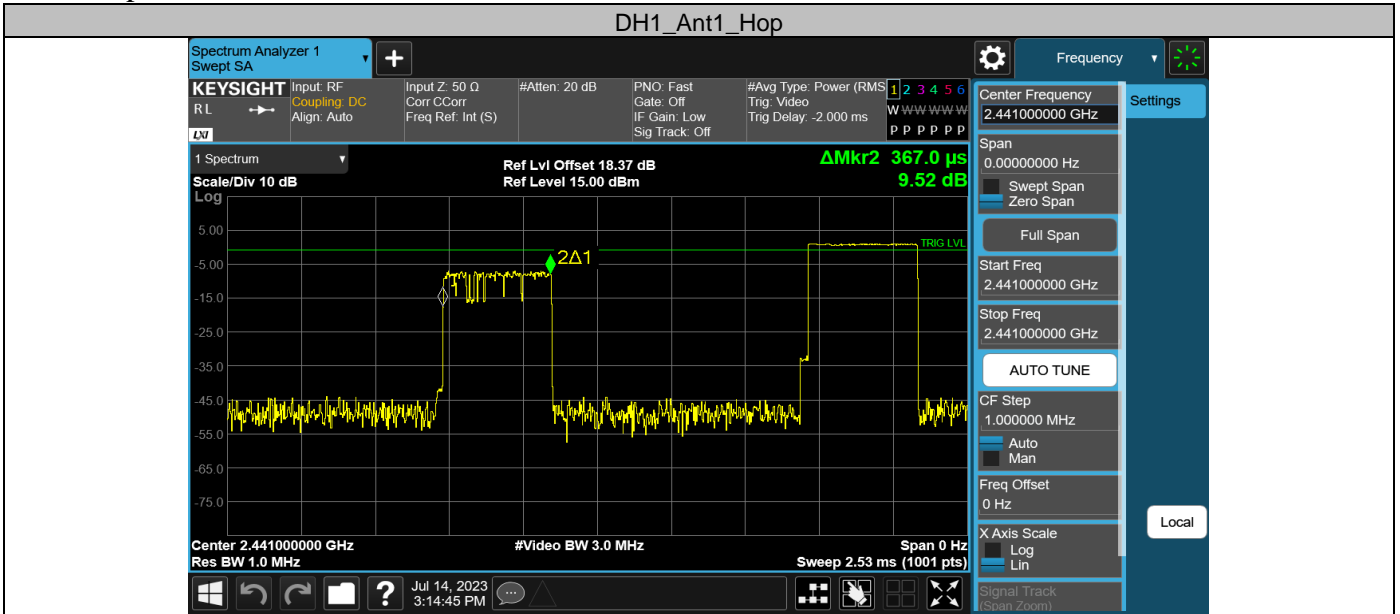 DH1_Ant1_Hop
Spectrum Analyzer 1
Swept SA
Frequency
KEYSIGHT
RL
LXI
Input: RF
Coupling: DC
Align: Auto
Input Z: 50 Ω
Corr CCorr
Freq Ref: Int (S)
#Atten: 20 dB
PNO: Fast
Gate: Off
IF Gain: Low
Sig Track: Off
#Avg Type: Power (RMS
Trig: Video
Trig Delay: -2.000 ms
1 2 3 4 5 6
W W W W W W
P P P P P P
1 Spectrum
Scale/Div 10 dB
Log
Ref Lvl Offset 18.37 dB
Ref Level 15.00 dBm
ΔMkr2 367.0 µs
9.52 dB
5.00
-5.00
-15.0
-25.0
-35.0
-45.0
-55.0
-65.0
-75.0
2Δ1
TRIG LVL
Center 2.441000000 GHz
Res BW 1.0 MHz
#Video BW 3.0 MHz
Span 0 Hz
Sweep 2.53 ms (1001 pts)
Jul 14, 2023
3:14:45 PM
Center Frequency
2.441000000 GHz
Settings
Span
0.00000000 Hz
Swept Span
Zero Span
Full Span
Start Freq
2.441000000 GHz
Stop Freq
2.441000000 GHz
AUTO TUNE
CF Step
1.000000 MHz
Auto
Man
Freq Offset
0 Hz
X Axis Scale
Log
Lin
Local
Signal Track
(Span Zoom)